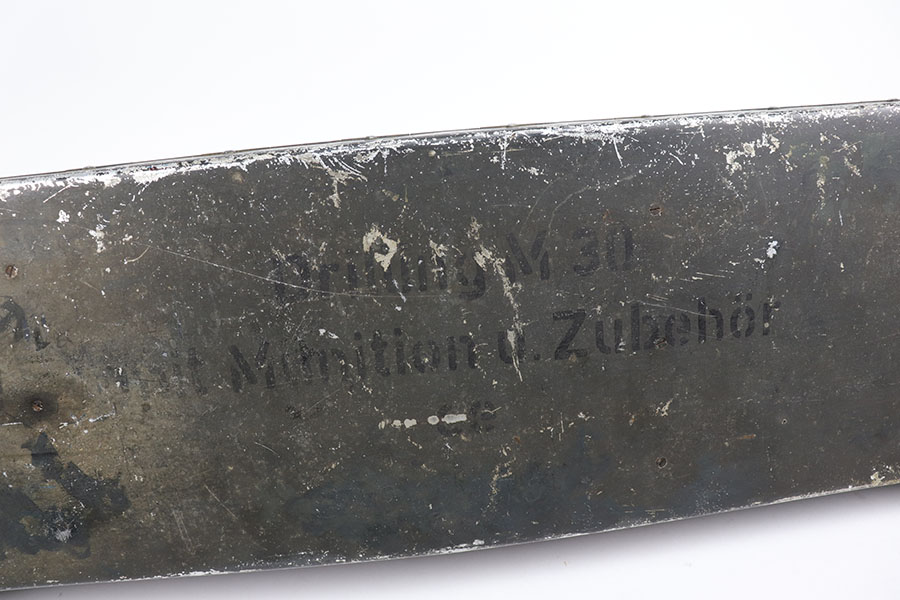 Drilling M 30
mit Munition u. Zubehör